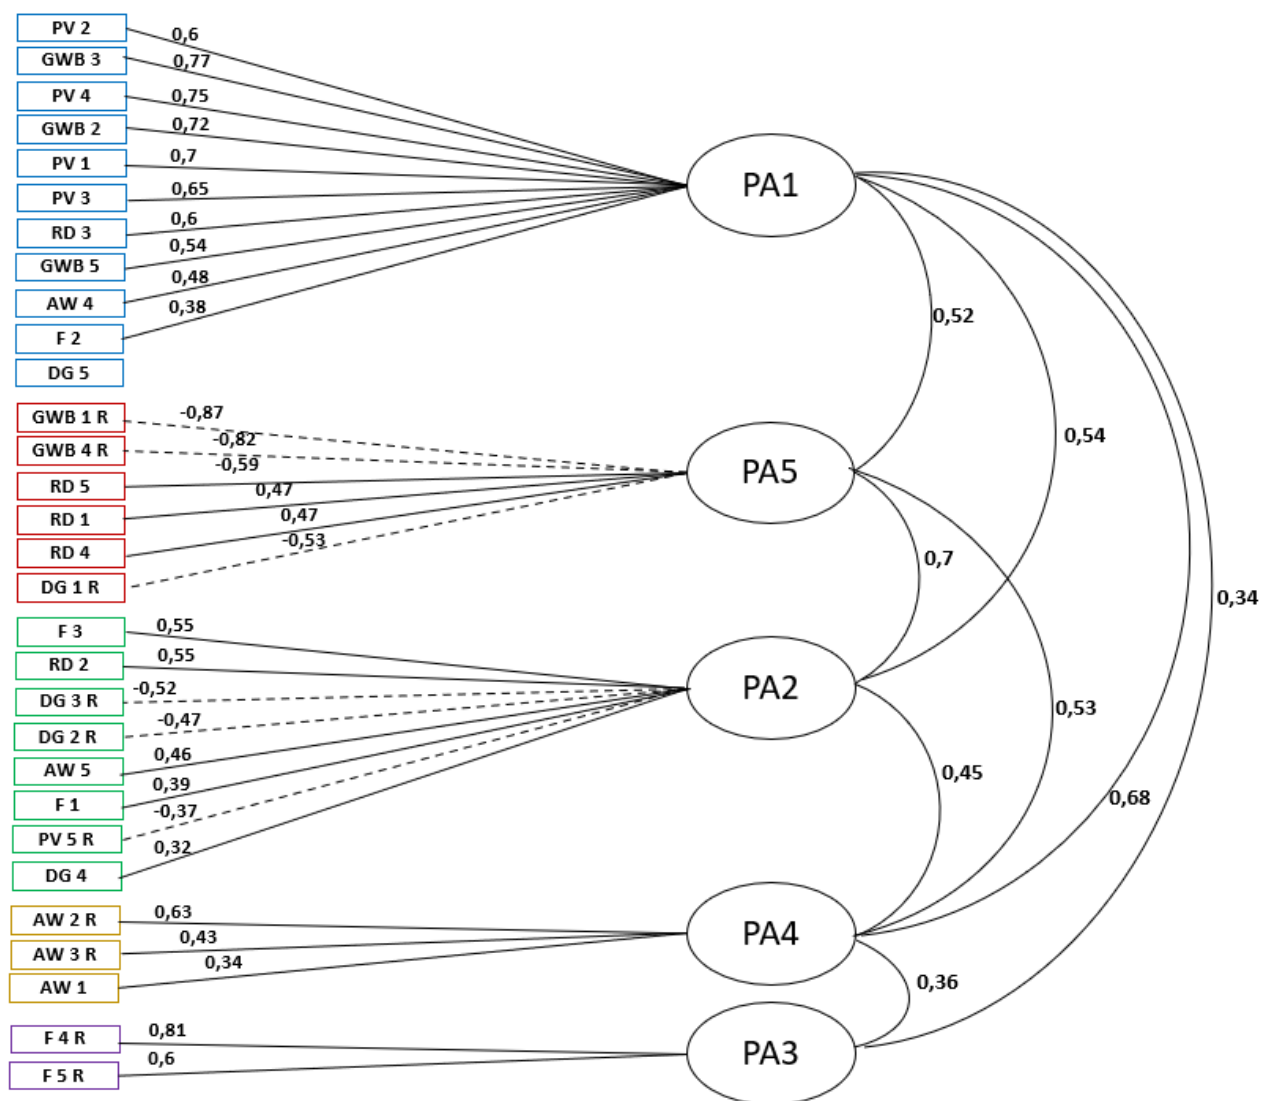 PV 2
0,6
GWB 3
0,77
PV 4
0,75
GWB 2
0,72
PV 1
0,7
PV 3
0,65
RD 3
0,6
GWB 5
0,54
AW 4
0,48
F 2
0,38
DG 5
PA1
0,52
0,54
GWB 1 R
-0,87
GWB 4 R
-0,82
RD 5
-0,59
RD 1
0,47
RD 4
0,47
DG 1 R
-0,53
PA5
0,7
0,34
F 3
0,55
RD 2
0,55
DG 3 R
-0,52
DG 2 R
-0,47
AW 5
0,46
F 1
0,39
PV 5 R
-0,37
DG 4
0,32
PA2
0,53
0,45
0,68
AW 2 R
0,63
AW 3 R
0,43
AW 1
0,34
PA4
0,36
F 4 R
0,81
F 5 R
0,6
PA3